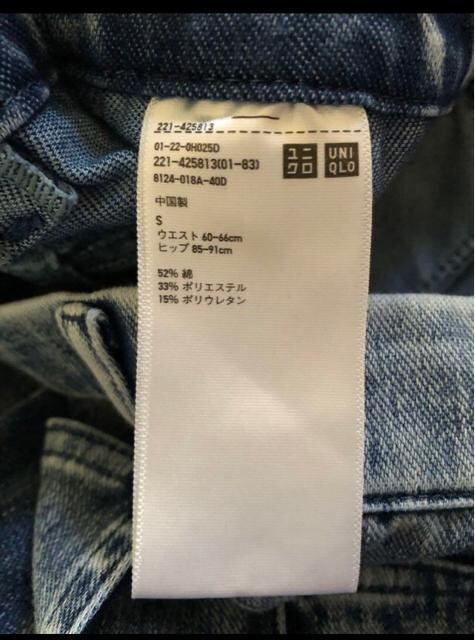 221-425813
01-22-0H025D
221-425813(01-83)
8124-018A-40D
ユニ
クロ
UNI
QLO
中国製
S
ウエスト 60-66cm
ヒップ 85-91cm
52% 綿
33% ポリエステル
15% ポリウレタン